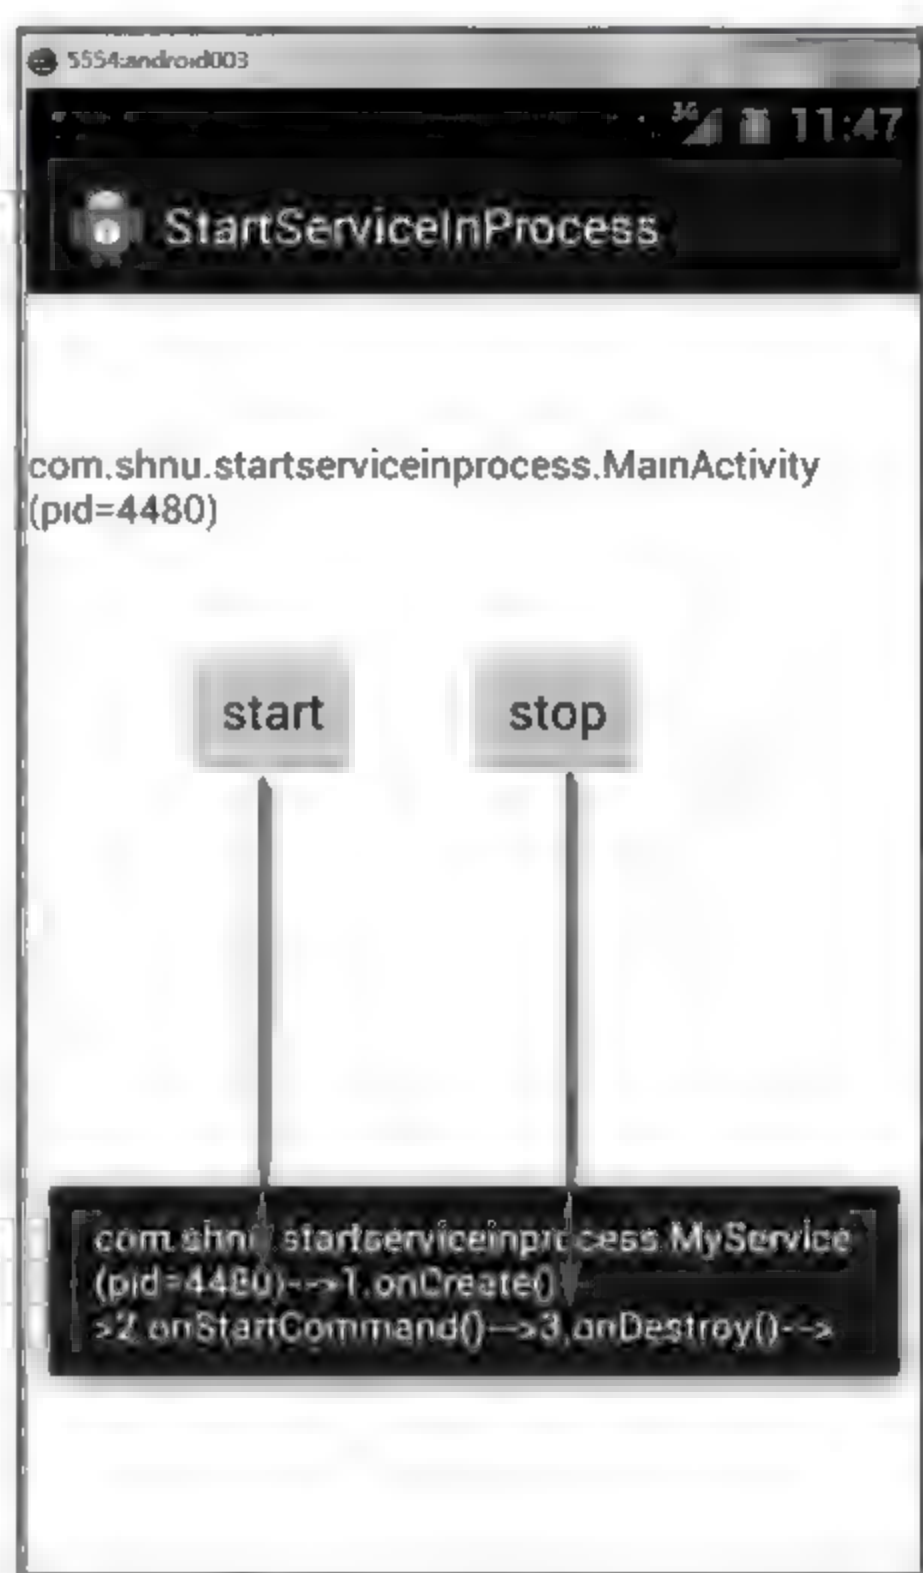 5554:android003
3G 11:47
StartServiceInProcess
com.shnu.startserviceinprocess.MainActivity
(pid=4480)
start stop
com.shnu startserviceinprocess.MyService
(pid=4480)-->1.onCreate()
>2.onStartCommand()-->3.onDestroy()-->